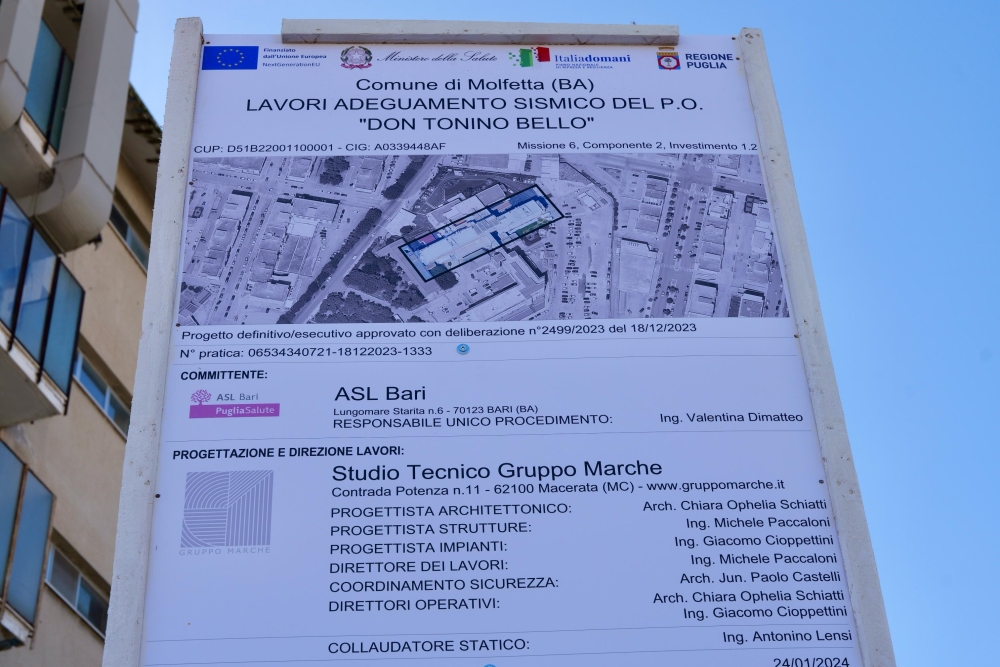 Finanziato
dall'Unione Europea
NextGenerationEU
Ministero della Salute
Italiadomani
PIANO NAZIONALE
DI RIPRESA E RESILIENZA
REGIONE
PUGLIA
Comune di Molfetta (BA)
LAVORI ADEGUAMENTO SISMICO DEL P.O.
"DON TONINO BELLO"
CUP: D51B22001100001 - CIG: A0339448AF
Missione 6, Componente 2, Investimento 1.2
Progetto definitivo/esecutivo approvato con deliberazione n°2499/2023 del 18/12/2023
N° pratica: 06534340721-18122023-1333
COMMITTENTE:
ASL Bari
PugliaSalute
ASL Bari
Lungomare Starita n.6 - 70123 BARI (BA)
RESPONSABILE UNICO PROCEDIMENTO: Ing. Valentina Dimatteo
PROGETTAZIONE E DIREZIONE LAVORI:
GRUPPO MARCHE
Studio Tecnico Gruppo Marche
Contrada Potenza n.11 - 62100 Macerata (MC) - www.gruppomarche.it
PROGETTISTA ARCHITETTONICO: Arch. Chiara Ophelia Schiatti
PROGETTISTA STRUTTURE: Ing. Michele Paccaloni
PROGETTISTA IMPIANTI: Ing. Giacomo Cioppettini
DIRETTORE DEI LAVORI: Ing. Michele Paccaloni
COORDINAMENTO SICUREZZA: Arch. Jun. Paolo Castelli
DIRETTORI OPERATIVI: Arch. Chiara Ophelia Schiatti
Ing. Giacomo Cioppettini
COLLAUDATORE STATICO: Ing. Antonino Lensi
24/01/2024